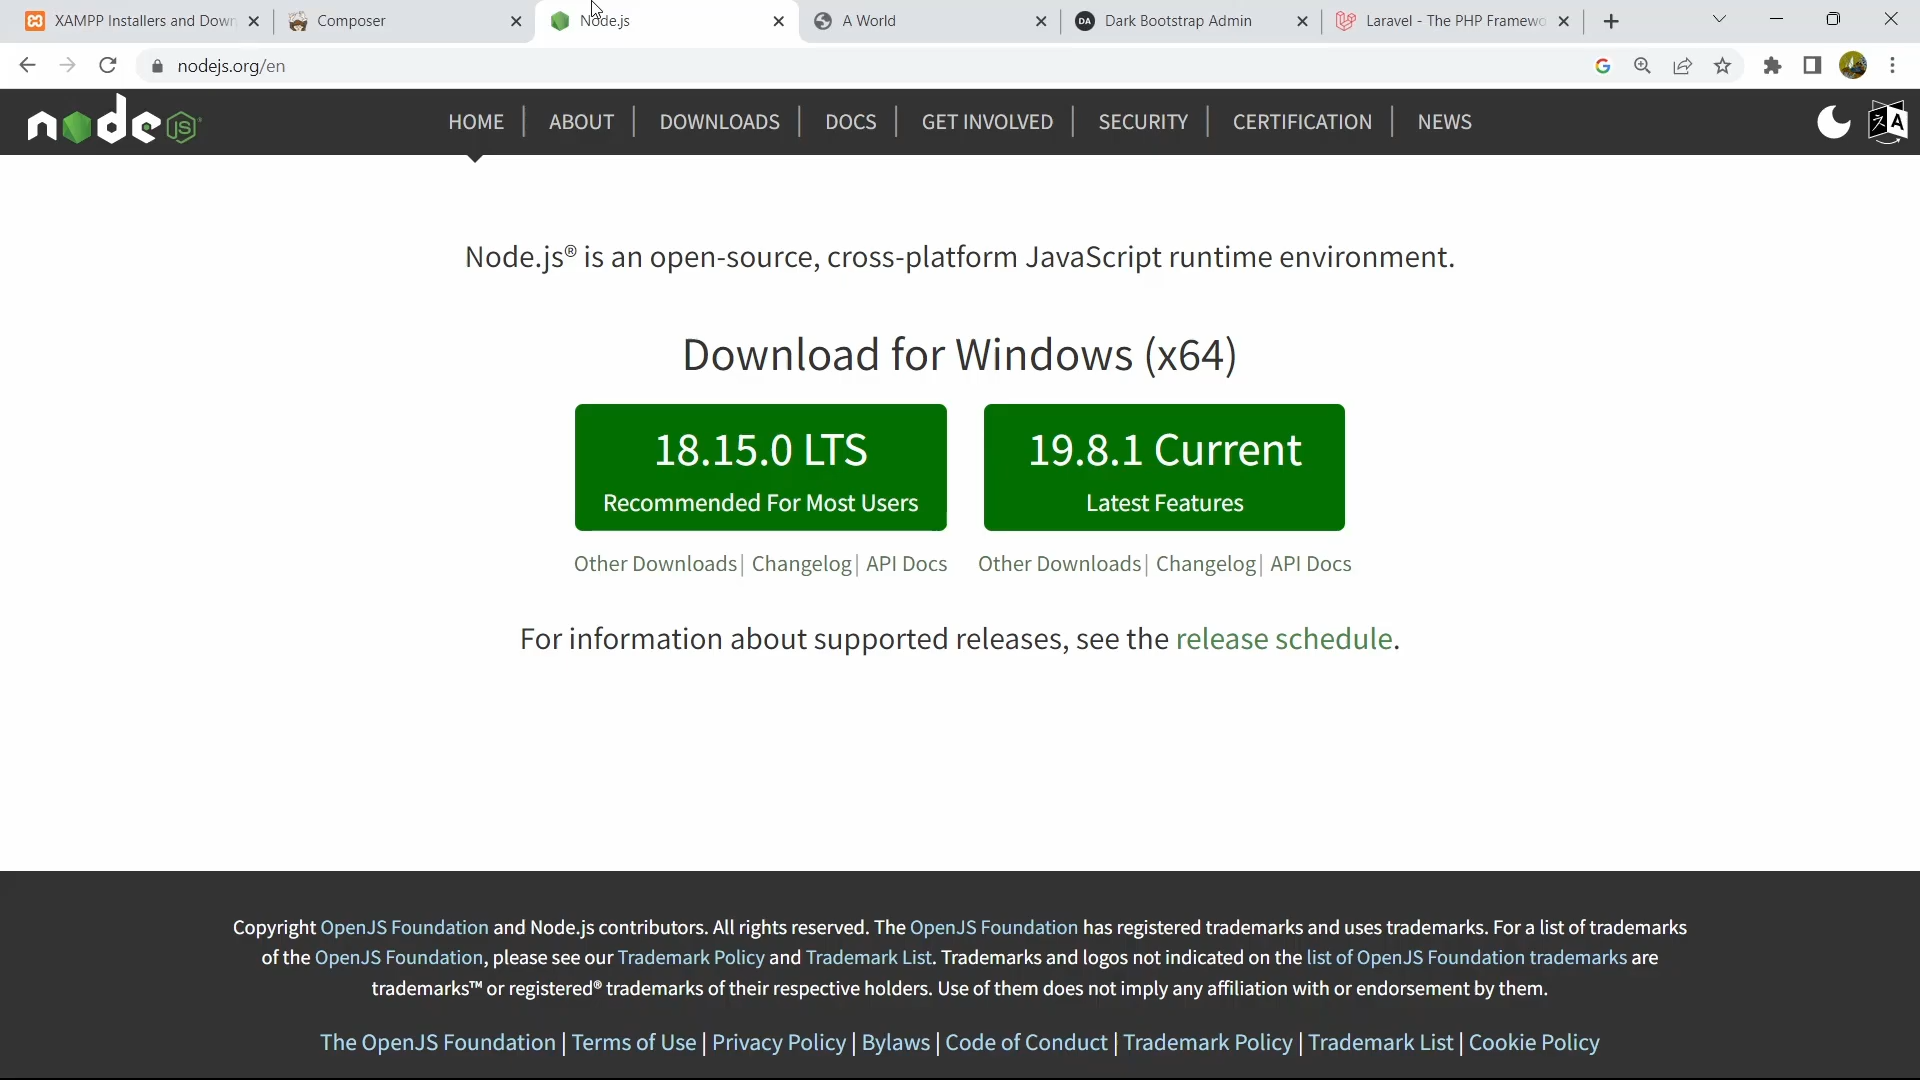 XAMPP Installers and Down
Composer
Node.js
A World
DA
Dark Bootstrap Admin
Laravel - The PHP Framewo
nodejs.org/en
node JS
HOME
ABOUT
DOWNLOADS
DOCS
GET INVOLVED
SECURITY
CERTIFICATION
NEWS
Node.js® is an open-source, cross-platform JavaScript runtime environment.
Download for Windows (x64)
18.15.0 LTS
Recommended For Most Users
19.8.1 Current
Latest Features
Other Downloads | Changelog | API Docs
Other Downloads | Changelog | API Docs
For information about supported releases, see the release schedule.
Copyright OpenJS Foundation and Node.js contributors. All rights reserved. The OpenJS Foundation has registered trademarks and uses trademarks. For a list of trademarks
of the OpenJS Foundation, please see our Trademark Policy and Trademark List. Trademarks and logos not indicated on the list of OpenJS Foundation trademarks are
trademarks™ or registered® trademarks of their respective holders. Use of them does not imply any affiliation with or endorsement by them.
The OpenJS Foundation | Terms of Use | Privacy Policy | Bylaws | Code of Conduct | Trademark Policy | Trademark List | Cookie Policy